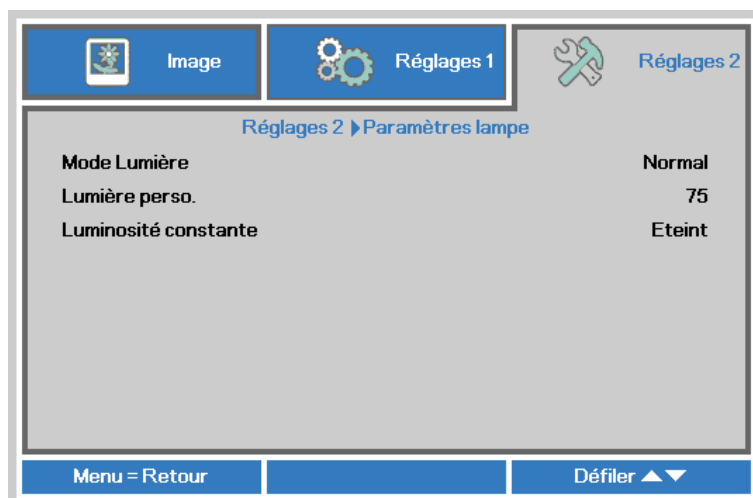 Image
Réglages 1
Réglages 2
Réglages 2 ▶ Paramètres lampe
Mode Lumière Normal
Lumière perso. 75
Luminosité constante Eteint
Menu = Retour
Défiler ▲▼